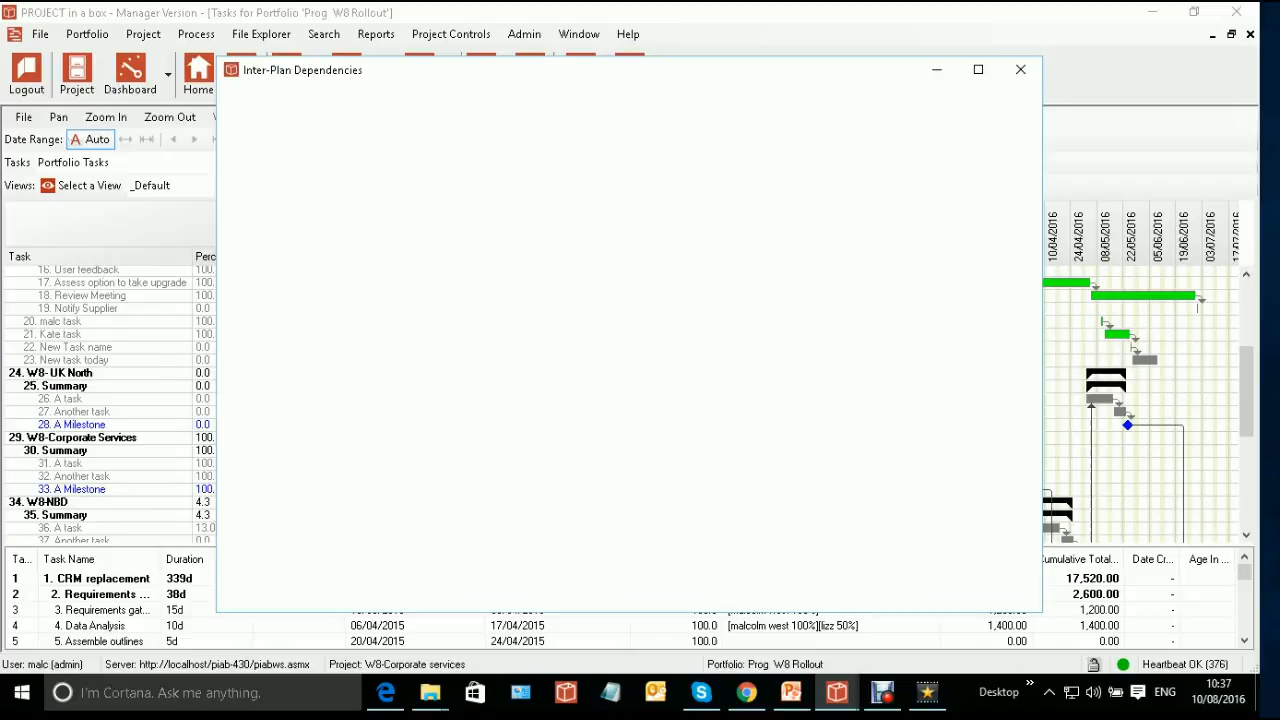 PROJECT in a box - Manager Version - [Tasks for Portfolio 'Prog W8 Rollout']
File Portfolio Project Process File Explorer Search Reports Project Controls Admin Window Help
Inter-Plan Dependencies
Logout Project Dashboard Home
File Pan Zoom In Zoom Out
Date Range: A Auto
Tasks Portfolio Tasks
Views: Select a View _Default
10/04/2016 24/04/2016 08/05/2016 22/05/2016 05/06/2016 19/06/2016 03/07/2016 17/07/2016
Task Perc
16. User feedback 100.
17. Assess option to take upgrade 100.
18. Review Meeting 100.
19. Notify Supplier 0.0
20. malc task 100.
21. Kate task 100.
22. New Task name 0.0
23. New task today 0.0
24. W8- UK North 0.0
25. Summary 0.0
26. A task 0.0
27. Another task 0.0
28. A Milestone 0.0
29. W8-Corporate Services 100.
30. Summary 100.
31. A task 100.
32. Another task 100.
33. A Milestone 100.
34. W8-NBD 4.3
35. Summary 4.3
36. A task 13.0
37. Another task 0.0
Ta... Task Name Duration Cumulative Total... Date Cr... Age In ...
1 1. CRM replacement 339d 17,520.00 -
2 2. Requirements ... 38d 2,600.00 -
3 3. Requirements gat... 15d 1,200.00 -
4 4. Data Analysis 10d 06/04/2015 17/04/2015 100.0 [malcolm west 100%][lizz 50%] 1,400.00 1,400.00 -
5 5. Assemble outlines 5d 20/04/2015 24/04/2015 100.0 0.00 0.00 -
User: malc (admin) Server: http://localhost/piab-430/piabws.asmx Project: W8-Corporate services Portfolio: Prog W8 Rollout Heartbeat OK (376)
I'm Cortana. Ask me anything. Desktop ENG 10:37
10/08/2016